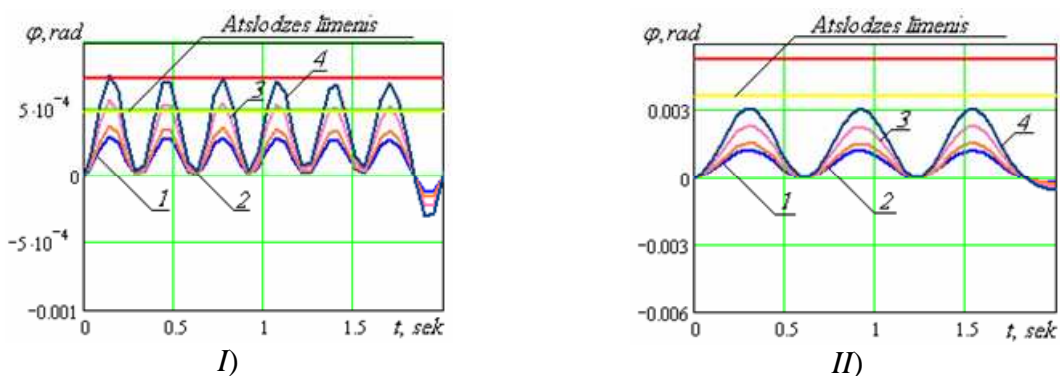 φ, rad
Atslodzes līmenis
4
3
5·10⁻⁴
0
1
2
−5·10⁻⁴
−0.001
0 0.5 1 1.5 t, sek
I)
φ, rad
Atslodzes līmenis
0.003
3
4
0
1
2
−0.003
−0.006
0 0.5 1 1.5 t, sek
II)